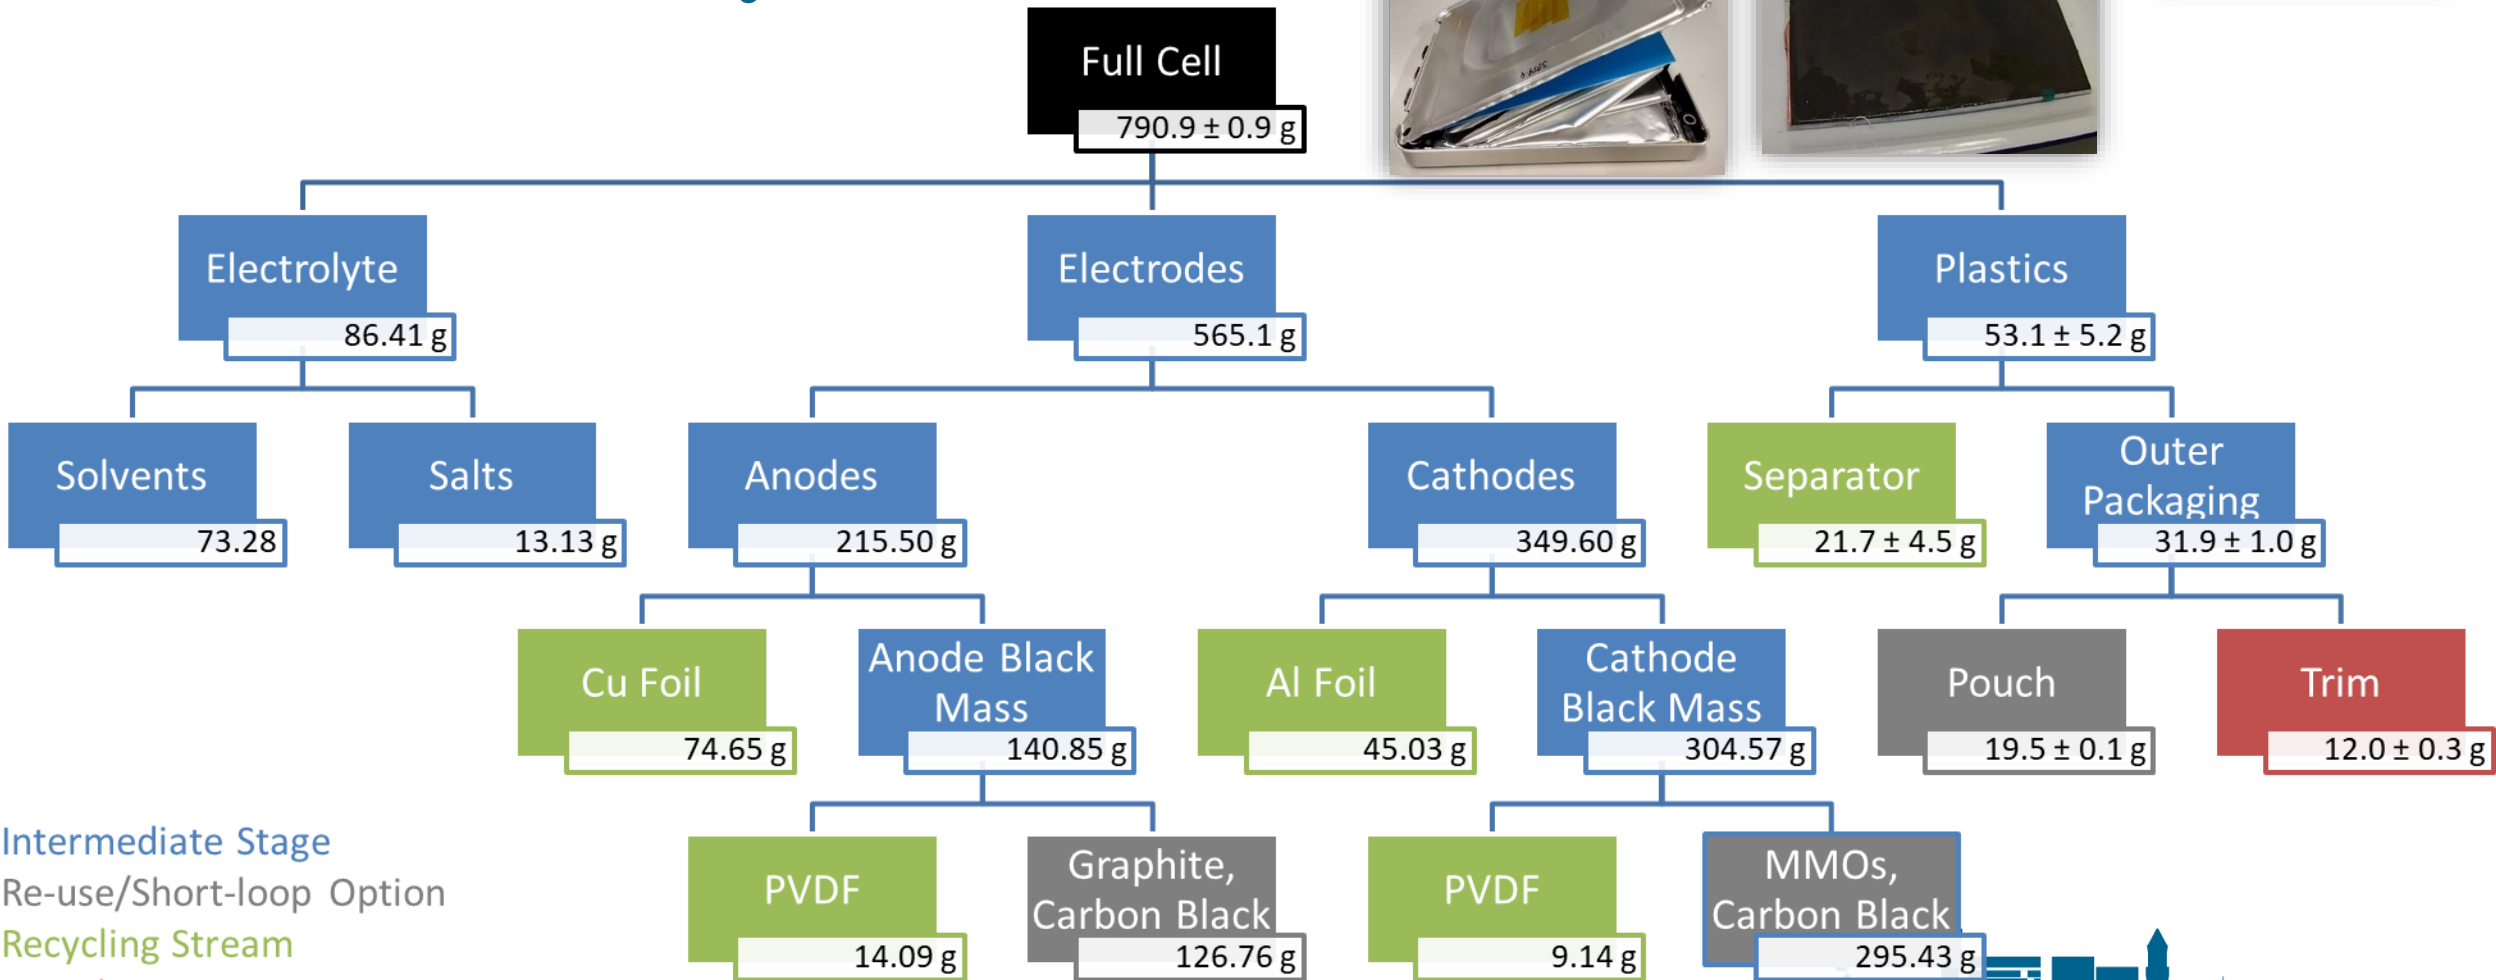 Full Cell
790.9 ± 0.9 g
Electrolyte
86.41 g
Electrodes
565.1 g
Plastics
53.1 ± 5.2 g
Solvents
73.28
Salts
13.13 g
Anodes
215.50 g
Cathodes
349.60 g
Separator
21.7 ± 4.5 g
Outer
Packaging
31.9 ± 1.0 g
Cu Foil
74.65 g
Anode Black
Mass
140.85 g
Al Foil
45.03 g
Cathode
Black Mass
304.57 g
Pouch
19.5 ± 0.1 g
Trim
12.0 ± 0.3 g
PVDF
14.09 g
Graphite,
Carbon Black
126.76 g
PVDF
9.14 g
MMOs,
Carbon Black
295.43 g
Intermediate Stage
Re-use/Short-loop Option
Recycling Stream